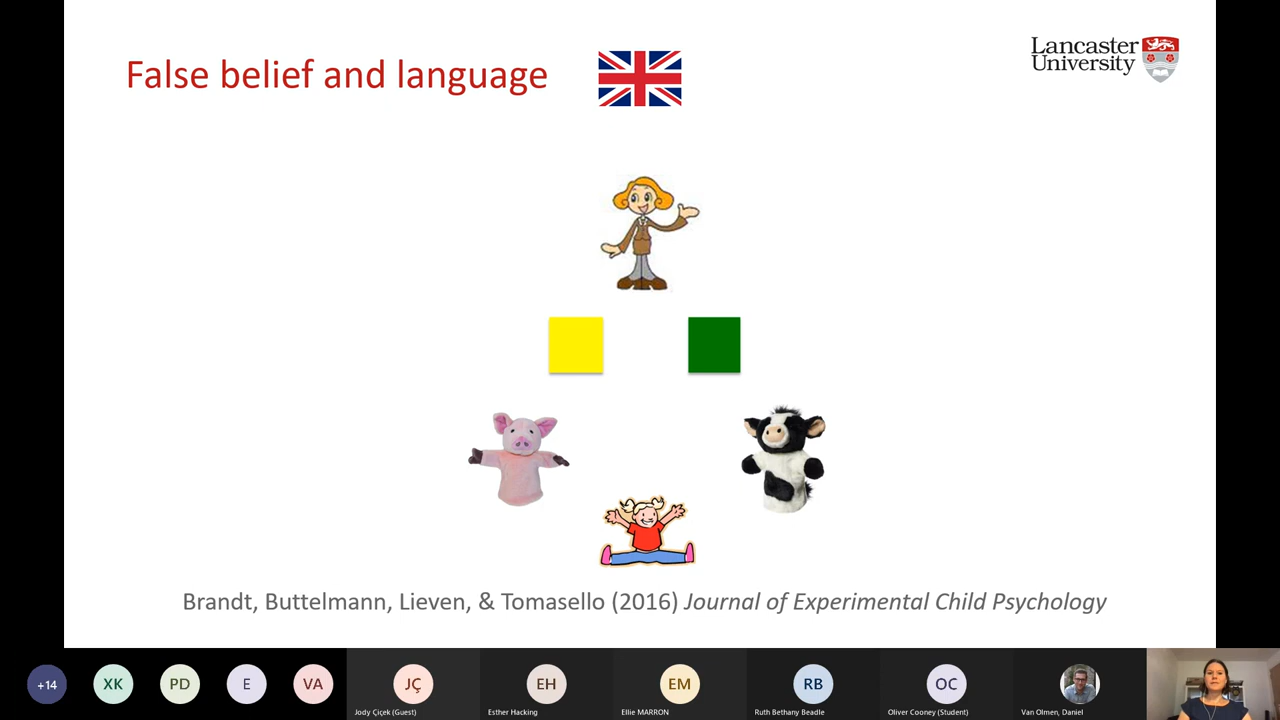 False belief and language
Lancaster
University
Brandt, Buttelmann, Lieven, & Tomasello (2016) Journal of Experimental Child Psychology
+14
XK
PD
E
VA
JÇ
EH
EM
RB
OC
Jody Çiçek (Guest)
Esther Hacking
Ellie MARRON
Ruth Bethany Beadle
Oliver Cooney (Student)
Van Olmen, Daniel